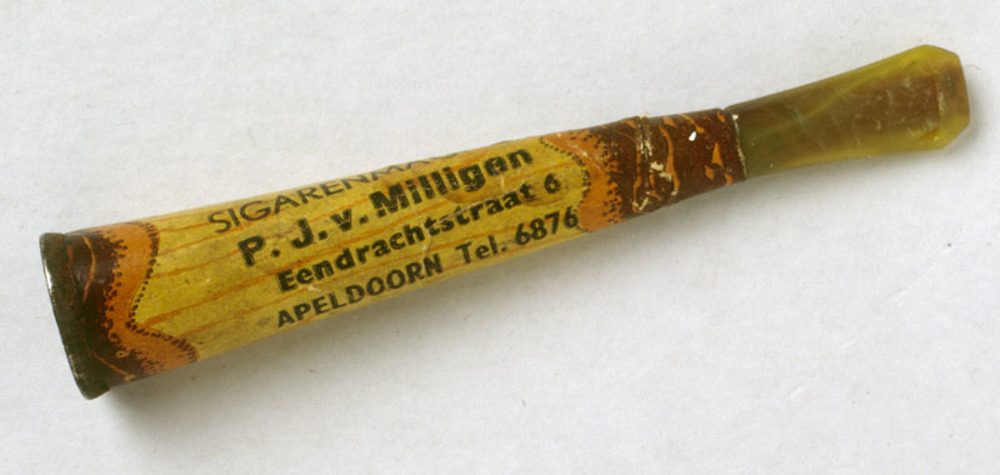 P. J. v. Milligen
Eendrachtstraat 6
APELDOORN Tel. 6876